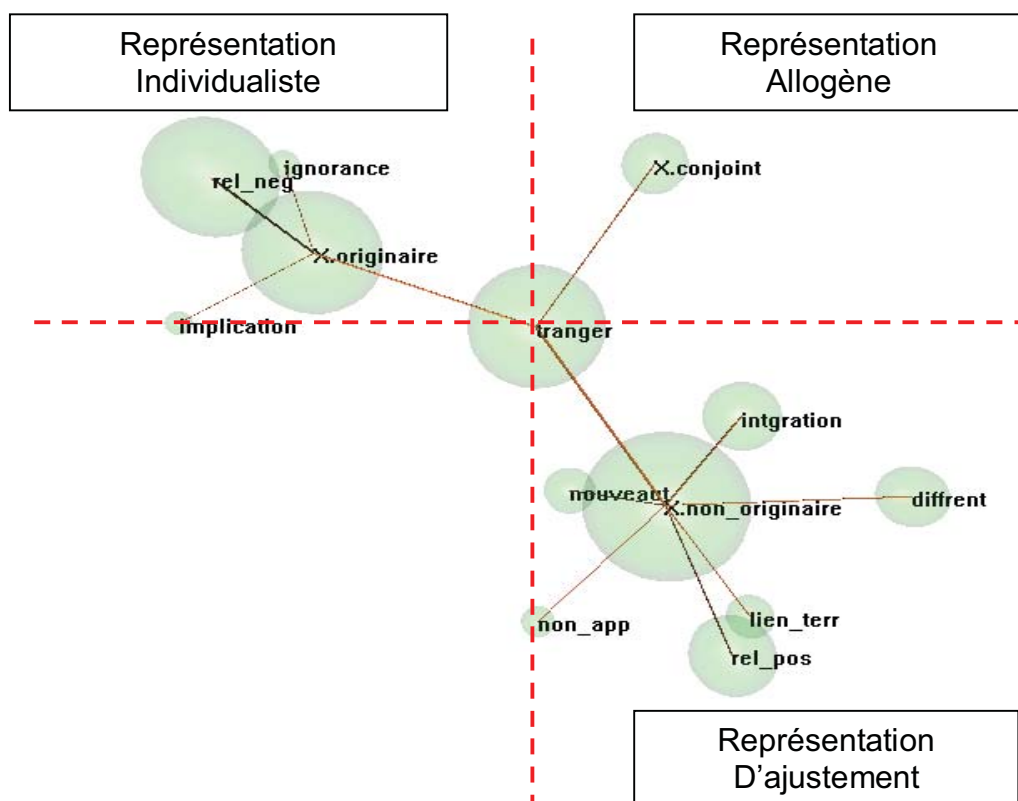 Représentation
Individualiste
Représentation
Allogène
ignorance
rel_neg
X.conjoint
X.originaire
implication
tranger
intgration
nouveaut
X.non_originaire
diffrent
non_app
lien_terr
rel_pos
Représentation
D’ajustement